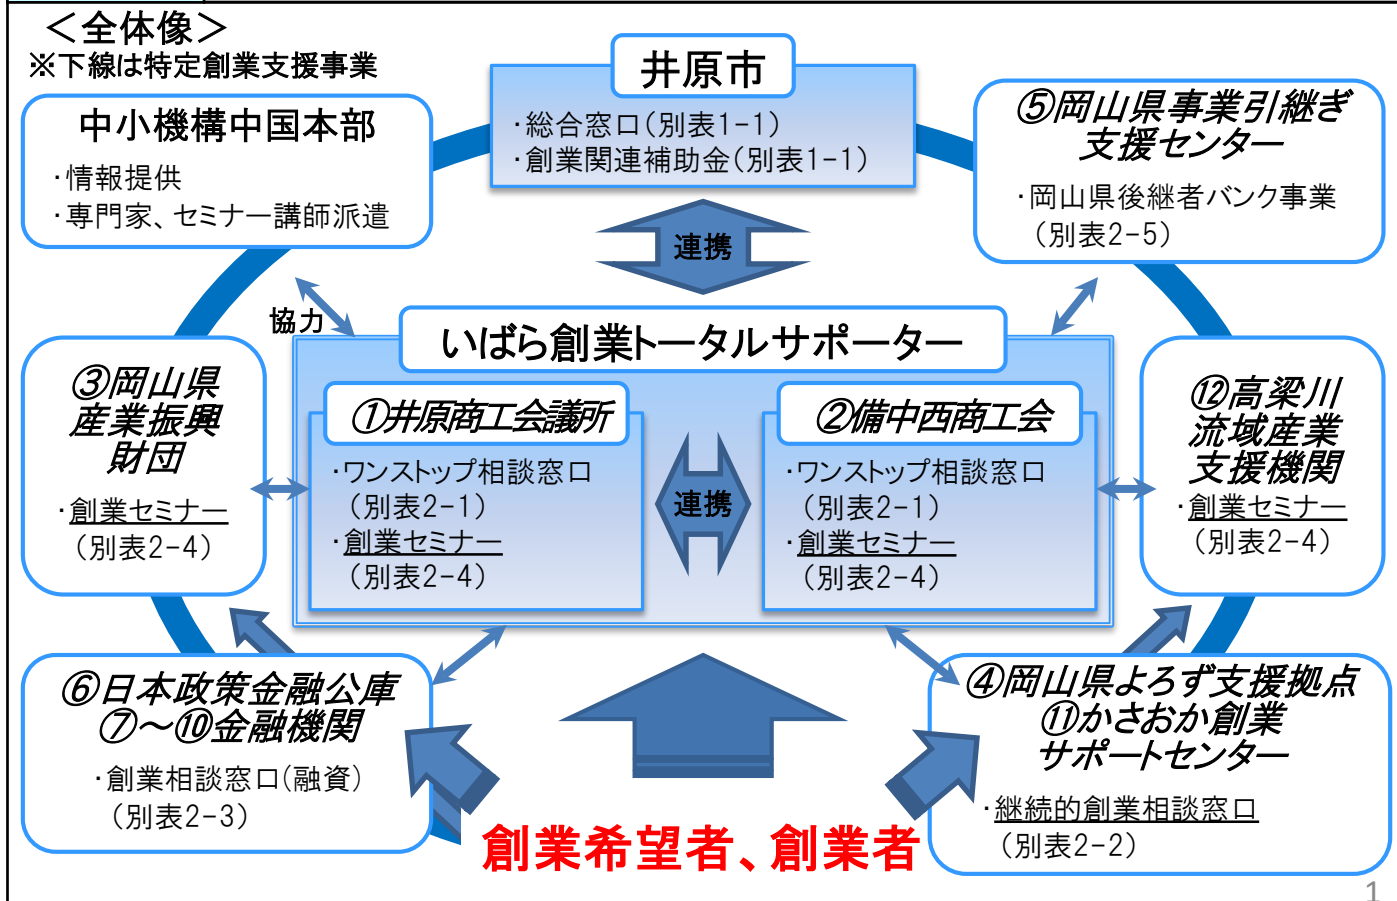 ＜全体像＞
※下線は特定創業支援事業
井原市
・総合窓口（別表1-1）
・創業関連補助金（別表1-1）
中小機構中国本部
・情報提供
・専門家、セミナー講師派遣
⑤岡山県事業引継ぎ
支援センター
・岡山県後継者バンク事業
（別表2-5）
連携
協力
いばら創業トータルサポーター
③岡山県
産業振興
財団
・創業セミナー
（別表2-4）
①井原商工会議所
・ワンストップ相談窓口
（別表2-1）
・創業セミナー
（別表2-4）
連携
②備中西商工会
・ワンストップ相談窓口
（別表2-1）
・創業セミナー
（別表2-4）
⑫高梁川
流域産業
支援機関
・創業セミナー
（別表2-4）
⑥日本政策金融公庫
⑦～⑩金融機関
・創業相談窓口（融資）
（別表2-3）
④岡山県よろず支援拠点
⑪かさおか創業
サポートセンター
・継続的創業相談窓口
（別表2-2）
創業希望者、創業者
1